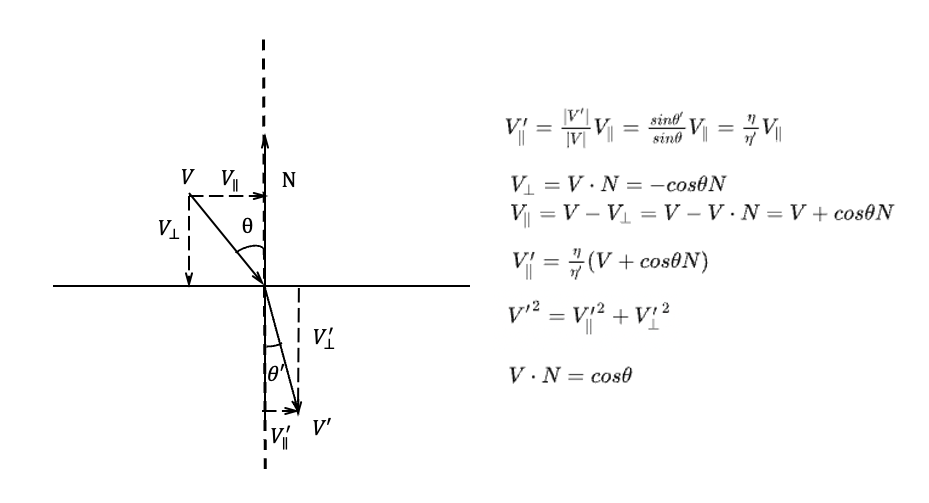 V V∥ N
V⊥ θ
V′⊥
θ′
V′∥ V′
V′∥ = |V′|/|V| V∥ = sinθ′/sinθ V∥ = η/η′ V∥
V⊥ = V · N = −cosθN
V∥ = V − V⊥ = V − V · N = V + cosθN
V′∥ = η/η′ (V + cosθN)
V′² = V′∥² + V′⊥²
V · N = cosθ